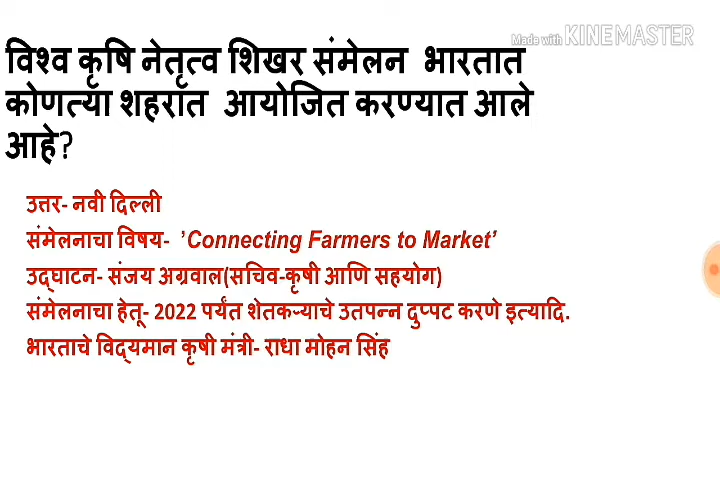 Made with KINEMASTER
विश्व कृषि नेतृत्व शिखर संमेलन भारतात
कोणत्या शहरात आयोजित करण्यात आले
आहे?
उत्तर- नवी दिल्ली
संमेलनाचा विषय- ’Connecting Farmers to Market’
उद्घाटन- संजय अग्रवाल(सचिव-कृषी आणि सहयोग)
संमेलनाचा हेतू- 2022 पर्यंत शेतकऱ्याचे उतपन्न दुप्पट करणे इत्यादि.
भारताचे विद्यमान कृषी मंत्री- राधा मोहन सिंह